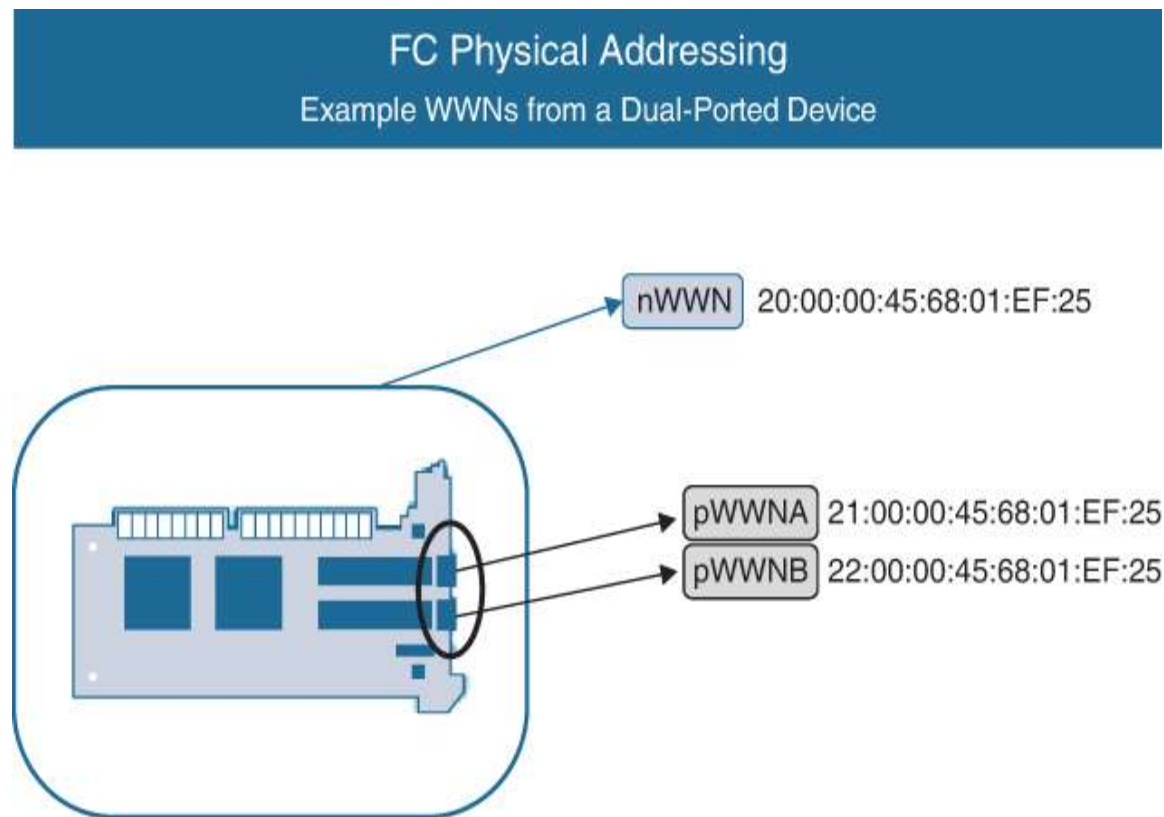 FC Physical Addressing
Example WWNs from a Dual-Ported Device
nWWN 20:00:00:45:68:01:EF:25
pWWNA 21:00:00:45:68:01:EF:25
pWWNB 22:00:00:45:68:01:EF:25